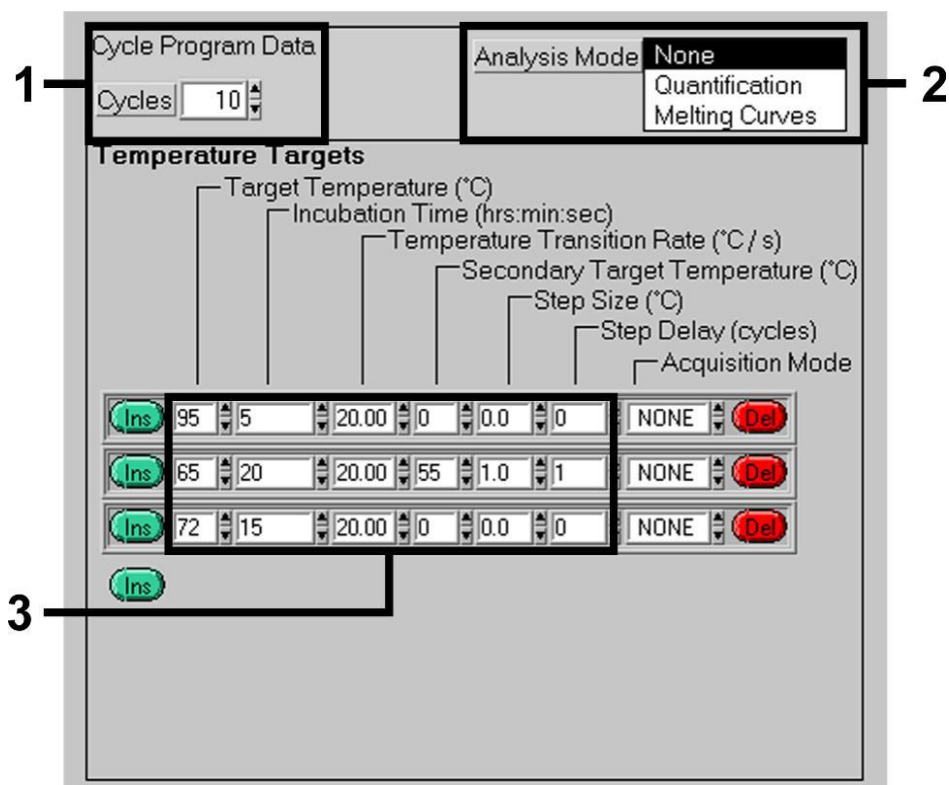 Cycle Program Data
1
Cycles 10
Analysis Mode None
Quantification
Melting Curves
2
Temperature Targets
Target Temperature (°C)
Incubation Time (hrs:min:sec)
Temperature Transition Rate (°C / s)
Secondary Target Temperature (°C)
Step Size (°C)
Step Delay (cycles)
Acquisition Mode
Ins 95 5 20.00 0 0.0 0 NONE Del
Ins 65 20 20.00 55 1.0 1 NONE Del
Ins 72 15 20.00 0 0.0 0 NONE Del
Ins
3